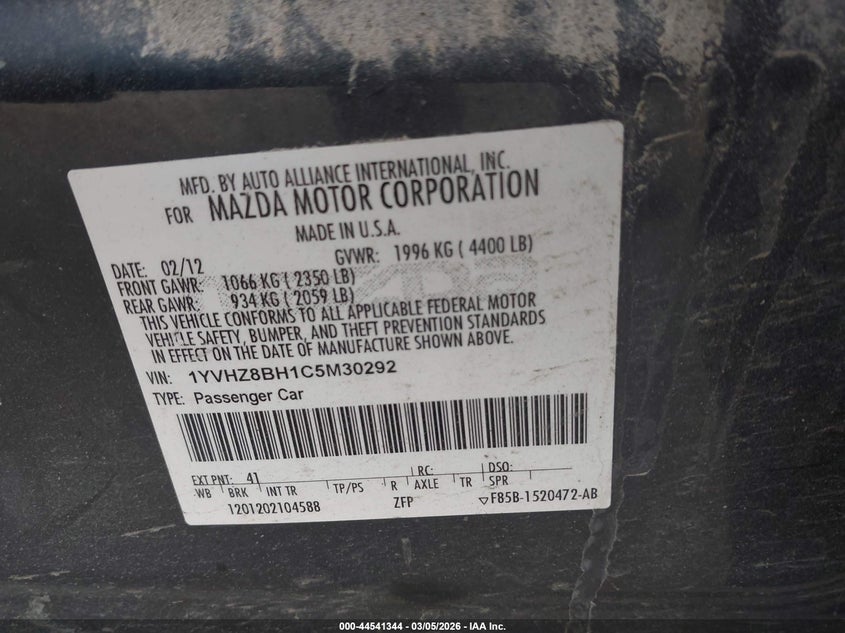 MFD. BY AUTO ALLIANCE INTERNATIONAL, INC.
FOR MAZDA MOTOR CORPORATION
MADE IN U.S.A.
DATE: 02/12 GVWR: 1996 KG ( 4400 LB)
FRONT GAWR: 1066 KG ( 2350 LB)
REAR GAWR: 934 KG ( 2059 LB)
THIS VEHICLE CONFORMS TO ALL APPLICABLE FEDERAL MOTOR
VEHICLE SAFETY, BUMPER, AND THEFT PREVENTION STANDARDS
IN EFFECT ON THE DATE OF MANUFACTURE SHOWN ABOVE.
VIN: 1YVHZ8BH1C5M30292
TYPE: Passenger Car
EXT PNT: 41 RC: DSO:
WB BRK INT TR TP/PS R AXLE TR SPR
1201202104588 ZFP F85B-1520472-AB
000-44541344 | 03/05/2026 - IAA Inc.